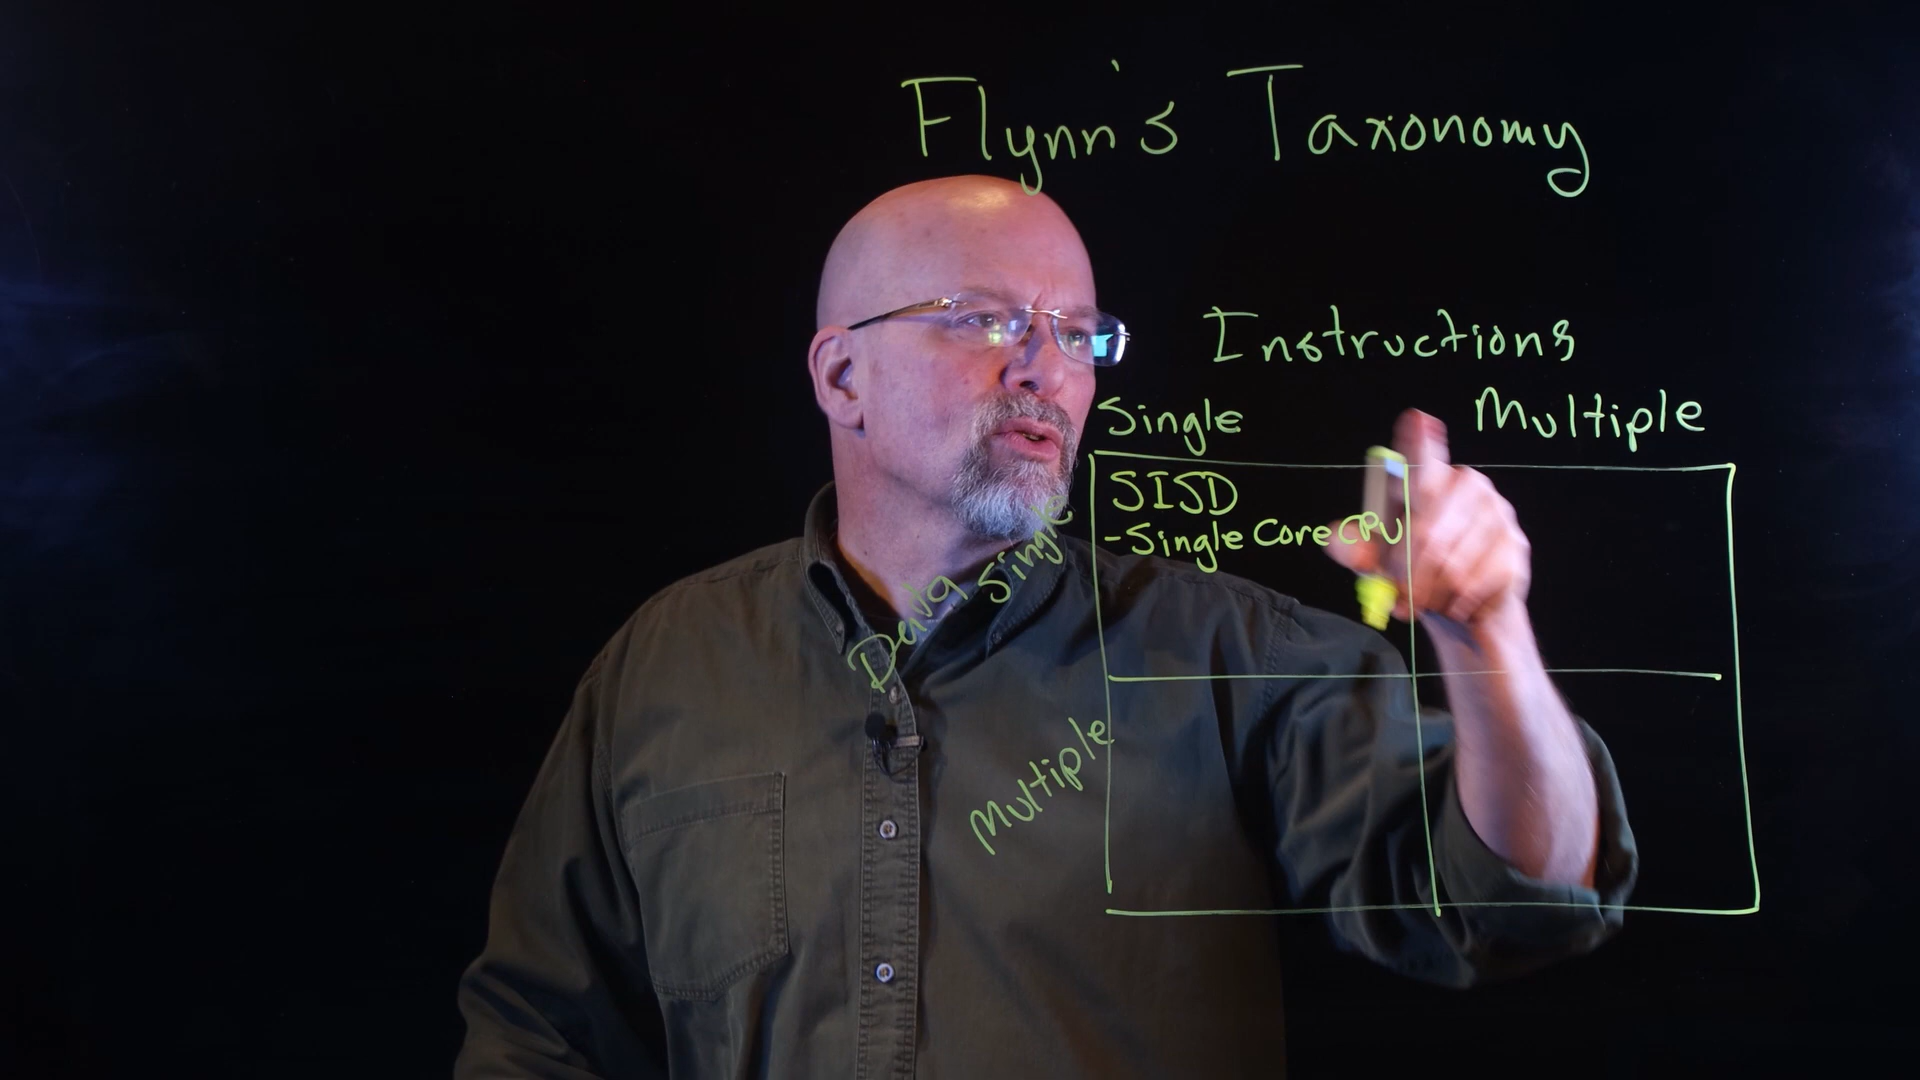 Flynn's Taxonomy
Instructions
Single Multiple
SISD
-Single Core CPU
Data Single
Multiple